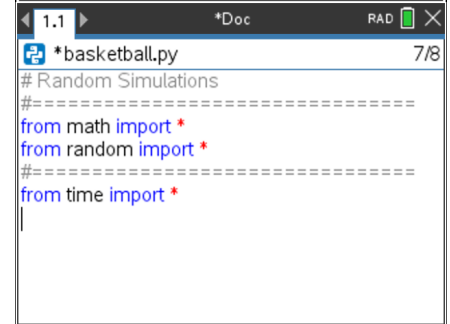 1.1 *Doc RAD
*basketball.py 7/8
# Random Simulations
#===============================
from math import *
from random import *
#===============================
from time import *